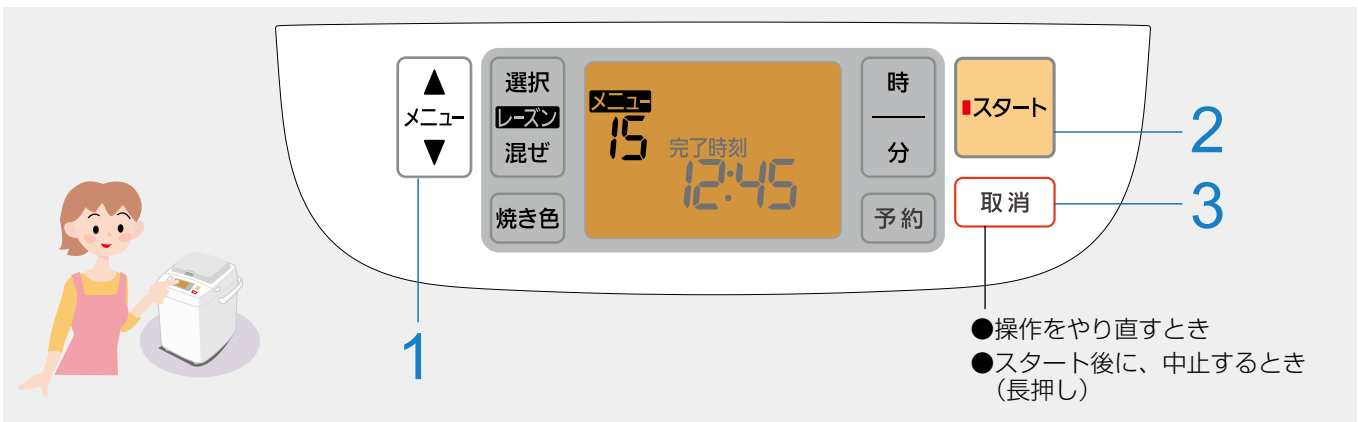 ▲
メニュー
▼
選択
レーズン
混ぜ
焼き色
メニュー
15
完了時刻
12:45
時
分
予約
スタート
取消
1
2
3
●操作をやり直すとき
●スタート後に、中止するとき
（長押し）